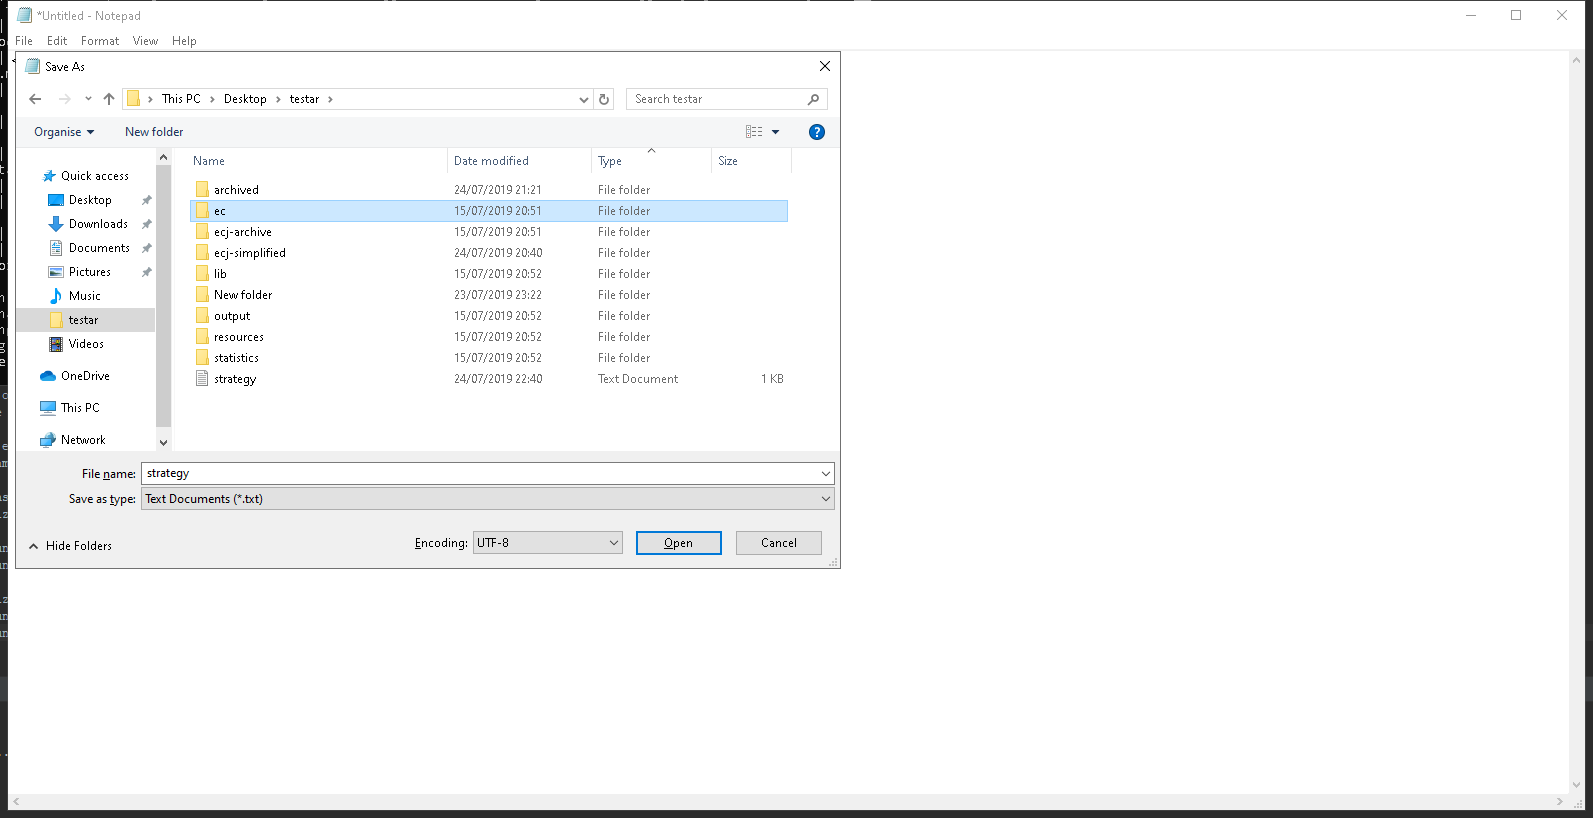 *Untitled - Notepad
File Edit Format View Help
Save As
This PC Desktop testar
Search testar
Organise New folder
Name Date modified Type Size
Quick access
Desktop
Downloads
Documents
Pictures
Music
testar
Videos
OneDrive
This PC
Network
archived 24/07/2019 21:21 File folder
ec 15/07/2019 20:51 File folder
ecj-archive 15/07/2019 20:51 File folder
ecj-simplified 24/07/2019 20:40 File folder
lib 15/07/2019 20:52 File folder
New folder 23/07/2019 23:22 File folder
output 15/07/2019 20:52 File folder
resources 15/07/2019 20:52 File folder
statistics 15/07/2019 20:52 File folder
strategy 24/07/2019 22:40 Text Document 1 KB
File name: strategy
Save as type: Text Documents (*.txt)
Hide Folders
Encoding: UTF-8 Open Cancel